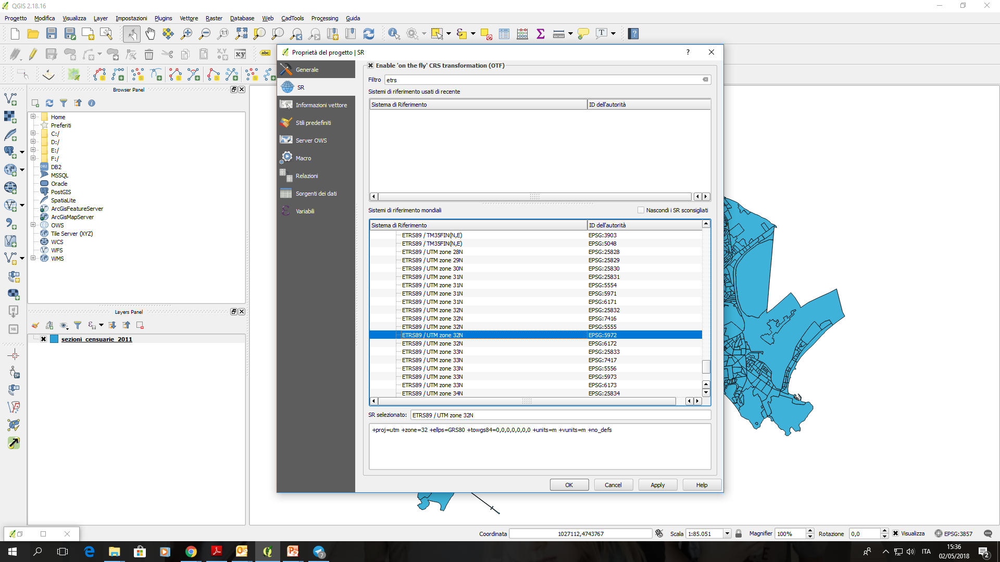 QGIS 2.18.16
Progetto Modifica Visualizza Layer Impostazioni Plugins Vettore Raster Database Web CadTools Processing Guida
Proprietà del progetto | SR
Generale
SR
Informazioni vettore
Stili predefiniti
Server OWS
Macro
Relazioni
Sorgenti dei dati
Variabili
Enable 'on the fly' CRS transformation (OTF)
Filtro etrs
Sistemi di riferimento usati di recente
Sistema di Riferimento ID dell'autorità
Sistemi di riferimento mondiali Nascondi i SR sconsigliati
Sistema di Riferimento ID dell'autorità
ETRS89 / TM35FIN(N,E) EPSG:3903
ETRS89 / TM35FIN(N,E) EPSG:5048
ETRS89 / UTM zone 28N EPSG:25828
ETRS89 / UTM zone 29N EPSG:25829
ETRS89 / UTM zone 30N EPSG:25830
ETRS89 / UTM zone 31N EPSG:25831
ETRS89 / UTM zone 31N EPSG:5554
ETRS89 / UTM zone 31N EPSG:5971
ETRS89 / UTM zone 31N EPSG:6171
ETRS89 / UTM zone 32N EPSG:25832
ETRS89 / UTM zone 32N EPSG:7416
ETRS89 / UTM zone 32N EPSG:5555
ETRS89 / UTM zone 32N EPSG:5972
ETRS89 / UTM zone 32N EPSG:6172
ETRS89 / UTM zone 33N EPSG:25833
ETRS89 / UTM zone 33N EPSG:7417
ETRS89 / UTM zone 33N EPSG:5556
ETRS89 / UTM zone 33N EPSG:5973
ETRS89 / UTM zone 33N EPSG:6173
ETRS89 / UTM zone 34N EPSG:25834
SR selezionato: ETRS89 / UTM zone 32N
+proj=utm +zone=32 +ellps=GRS80 +towgs84=0,0,0,0,0,0,0 +units=m +vunits=m +no_defs
OK Cancel Apply Help
Browser Panel
Home
Preferiti
C:/
D:/
E:/
F:/
DB2
MSSQL
Oracle
PostGIS
SpatiaLite
ArcGisFeatureServer
ArcGisMapServer
OWS
Tile Server (XYZ)
WCS
WFS
WMS
Layers Panel
sezioni_censuarie_2011
abc
Coordinata 1027112,4743767 Scala 1:85.051 Magnifier 100% Rotazione 0,0 Visualizza EPSG:3857
ITA
15:36
02/05/2018